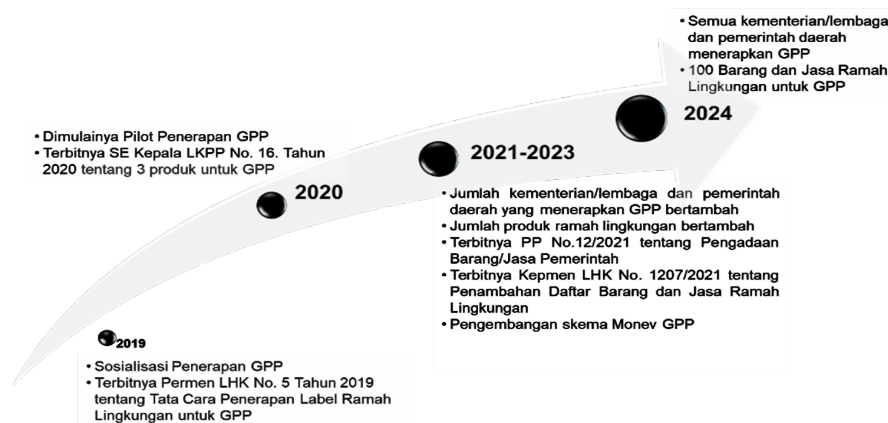 • Semua kementerian/lembaga
dan pemerintah daerah
menerapkan GPP
• 100 Barang dan Jasa Ramah
Lingkungan untuk GPP
2024
• Dimulainya Pilot Penerapan GPP
• Terbitnya SE Kepala LKPP No. 16. Tahun
2020 tentang 3 produk untuk GPP
2020
2021-2023
• Jumlah kementerian/lembaga dan pemerintah
daerah yang menerapkan GPP bertambah
• Jumlah produk ramah lingkungan bertambah
• Terbitnya PP No.12/2021 tentang Pengadaan
Barang/Jasa Pemerintah
• Terbitnya Kepmen LHK No. 1207/2021 tentang
Penambahan Daftar Barang dan Jasa Ramah
Lingkungan
• Pengembangan skema Monev GPP
2019
• Sosialisasi Penerapan GPP
• Terbitnya Permen LHK No. 5 Tahun 2019
tentang Tata Cara Penerapan Label Ramah
Lingkungan untuk GPP